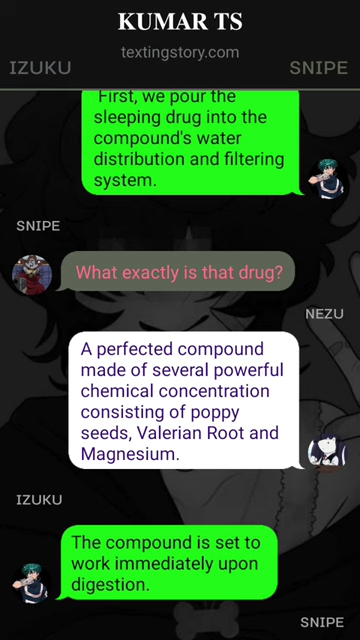 KUMAR TS
textingstory.com
IZUKU
SNIPE
First, we pour the
sleeping drug into the
compound's water
distribution and filtering
system.
SNIPE
What exactly is that drug?
NEZU
A perfected compound
made of several powerful
chemical concentration
consisting of poppy
seeds, Valerian Root and
Magnesium.
IZUKU
The compound is set to
work immediately upon
digestion.
SNIPE